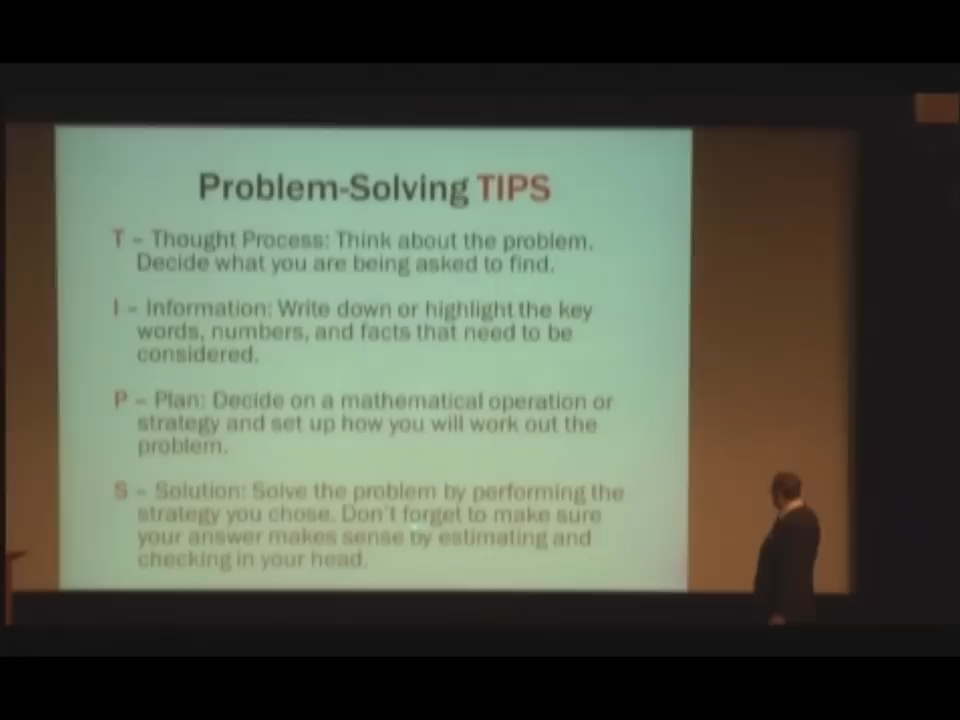 Problem-Solving TIPS
T – Thought Process: Think about the problem.
Decide what you are being asked to find.
I – Information: Write down or highlight the key
words, numbers, and facts that need to be
considered.
P – Plan: Decide on a mathematical operation or
strategy and set up how you will work out the
problem.
S – Solution: Solve the problem by performing the
strategy you chose. Don't forget to make sure
your answer makes sense by estimating and
checking in your head.